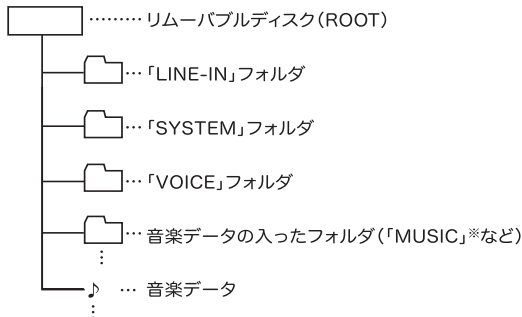 リムーバブルディスク(ROOT)
「LINE-IN」フォルダ
「SYSTEM」フォルダ
「VOICE」フォルダ
音楽データの入ったフォルダ(「MUSIC」※など)
音楽データ